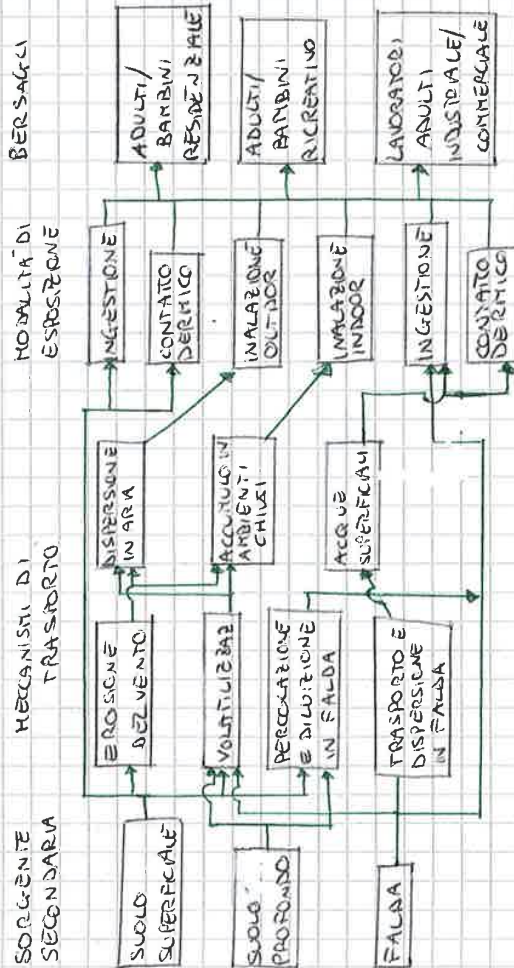 SORGENTE
SECONDARIA
MECCANISMI DI
TRASPORTO
MODALITÀ DI
ESPOSIZIONE
BERSAGLI
SUOLO
SUPERFICIALE
SUOLO
PROFONDO
FALDA
EROSIONE
DEL VENTO
VOLATILIZZAZ
PERCOLAZIONE
E DILUIZIONE
IN FALDA
TRASPORTO E
DISPERSIONE
IN FALDA
DISPERSIONE
IN ARIA
ACCUMULO IN
AMBIENTI
CHIUSI
ACQUE
SUPERFICIALI
INGESTIONE
CONTATTO
DERMICO
INALAZIONE
OUTDOOR
INALAZIONE
INDOOR
INGESTIONE
CONTATTO
DERMICO
ADULTI/
BAMBINI
RESIDENZIALE
ADULTI/
BAMBINI
RICREATIVO
LAVORATORI
ADULTI
INDUSTRIALE/
COMMERCIALE